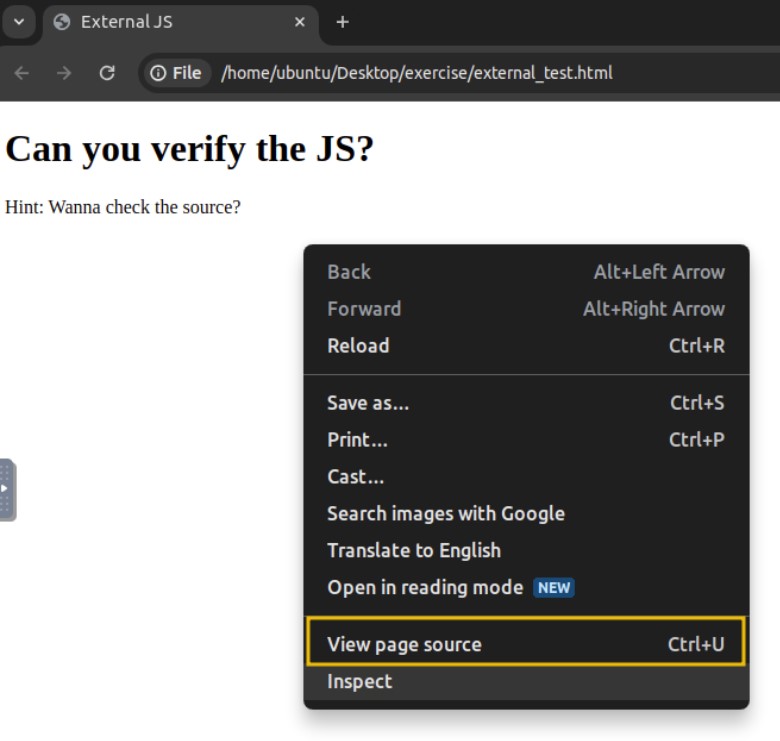 External JS
File /home/ubuntu/Desktop/exercise/external_test.html
Can you verify the JS?
Hint: Wanna check the source?
Back Alt+Left Arrow
Forward Alt+Right Arrow
Reload Ctrl+R
Save as... Ctrl+S
Print... Ctrl+P
Cast...
Search images with Google
Translate to English
Open in reading mode NEW
View page source Ctrl+U
Inspect